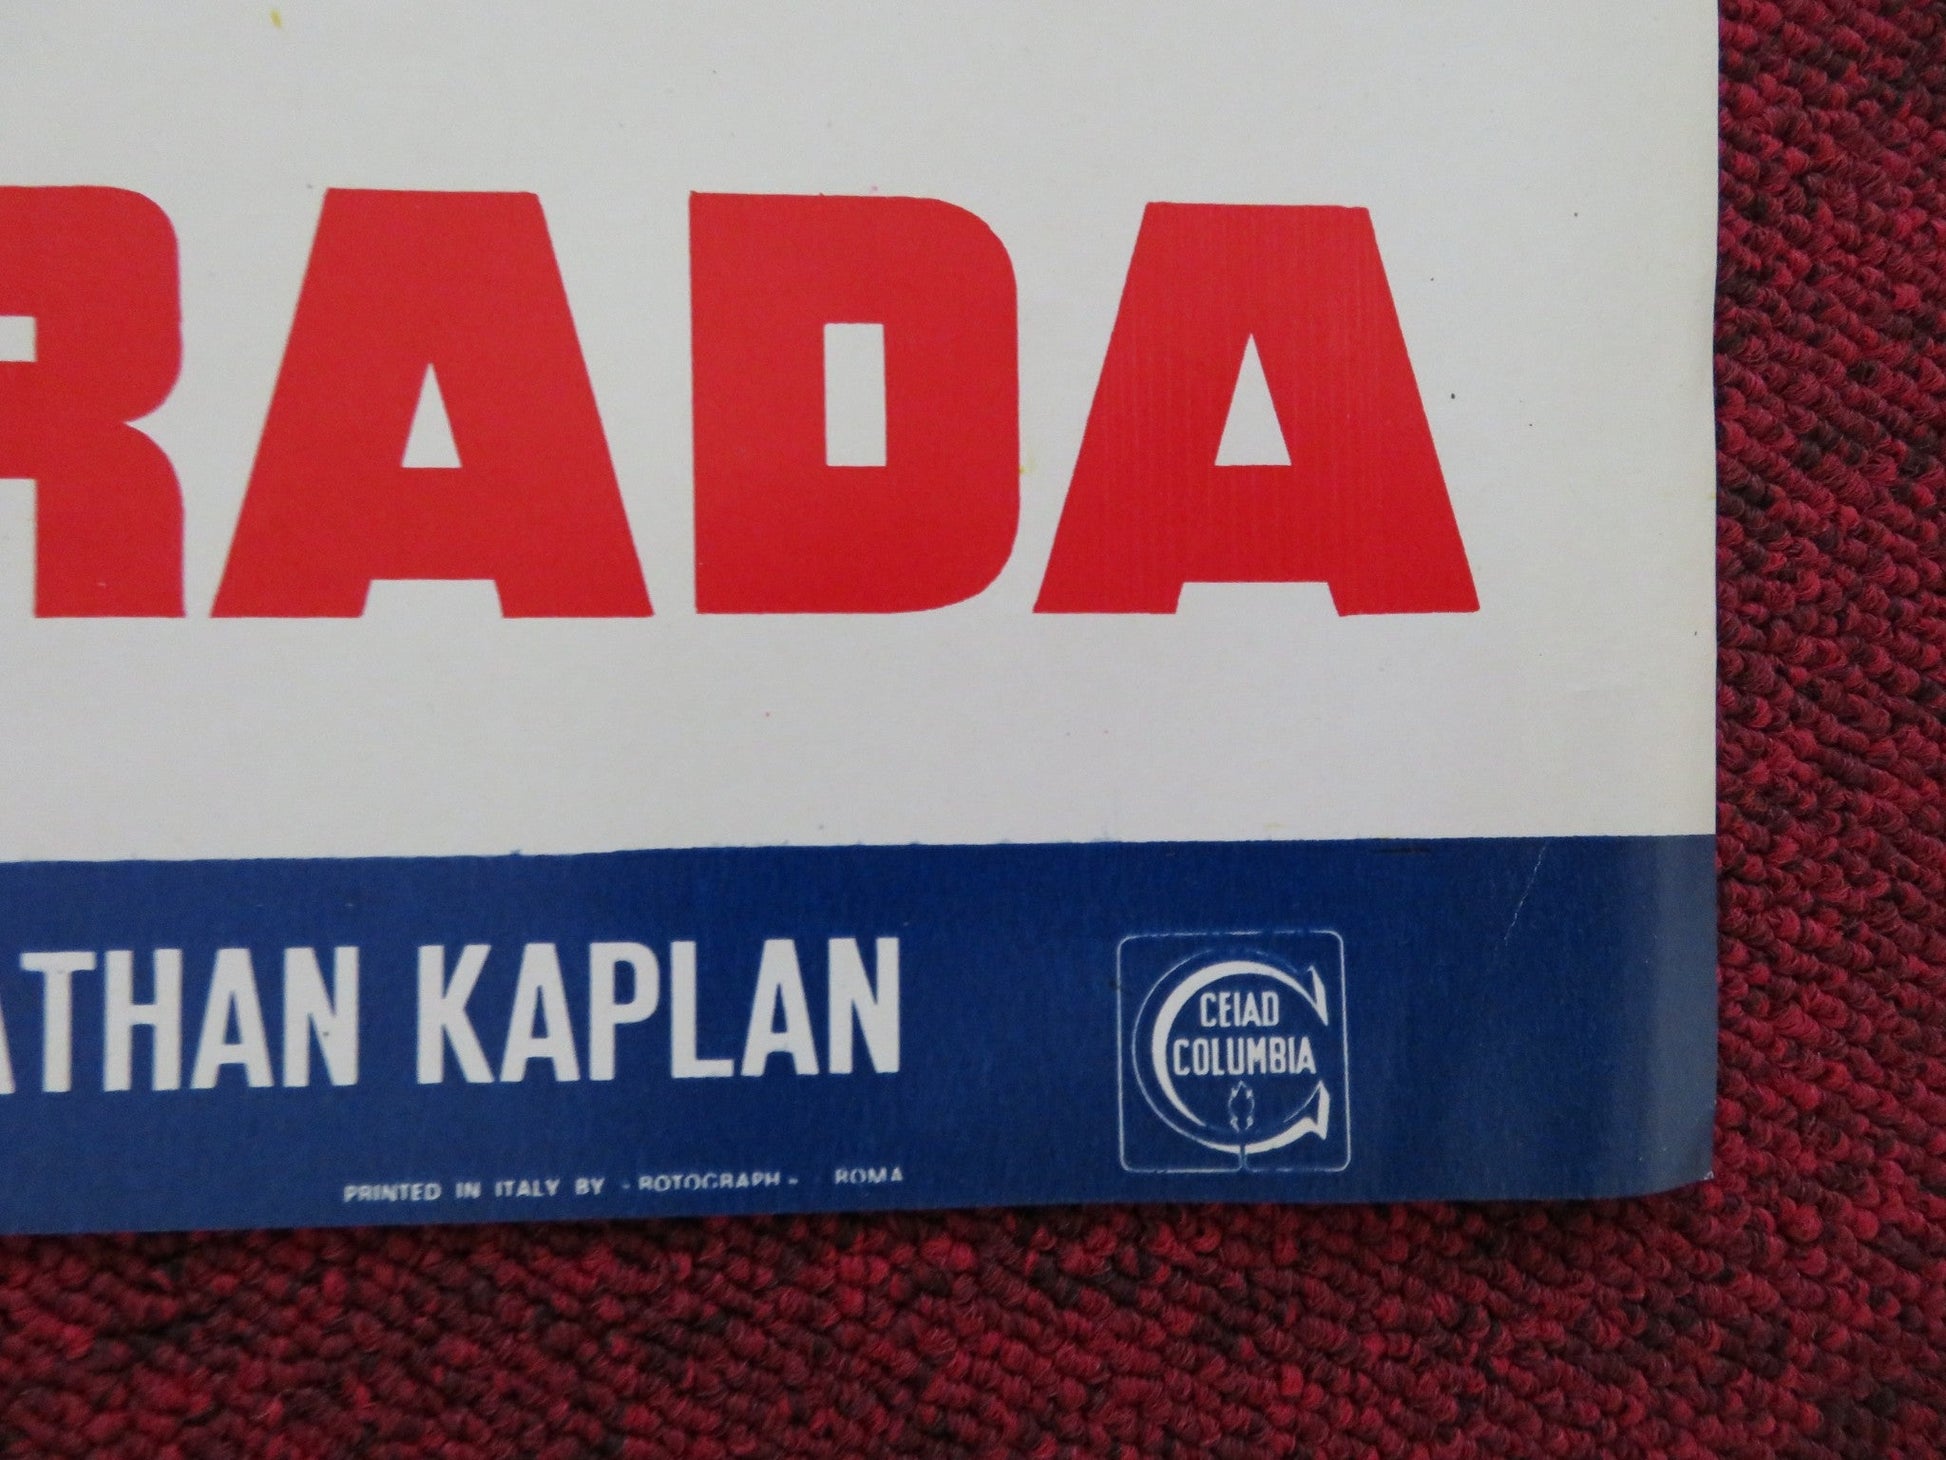 RADA
ATHAN KAPLAN
CEIAD
COLUMBIA
PRINTED IN ITALY BY - ROTOGRAPH - ROMA